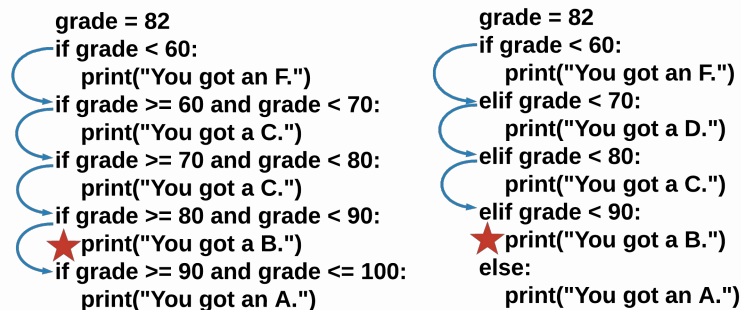 grade = 82
if grade < 60:
print("You got an F.")
if grade >= 60 and grade < 70:
print("You got a C.")
if grade >= 70 and grade < 80:
print("You got a C.")
if grade >= 80 and grade < 90:
print("You got a B.")
if grade >= 90 and grade <= 100:
print("You got an A.")
grade = 82
if grade < 60:
print("You got an F.")
elif grade < 70:
print("You got a D.")
elif grade < 80:
print("You got a C.")
elif grade < 90:
print("You got a B.")
else:
print("You got an A.")